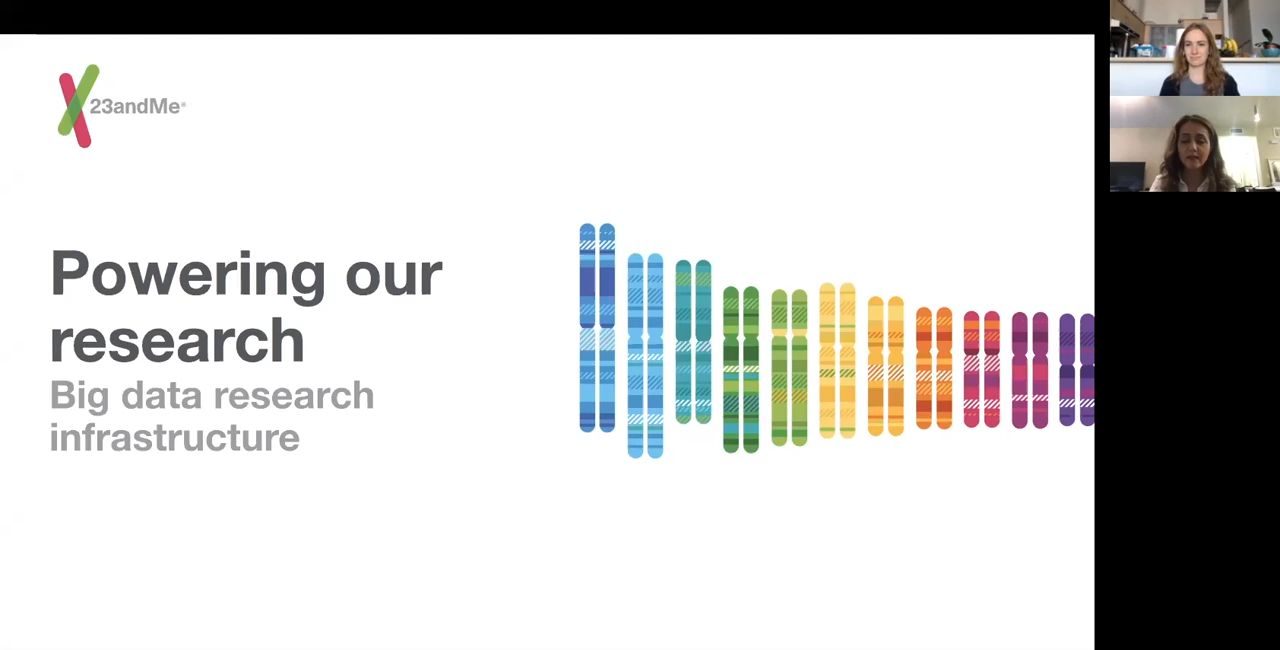 23andMe®
Powering our
research
Big data research
infrastructure